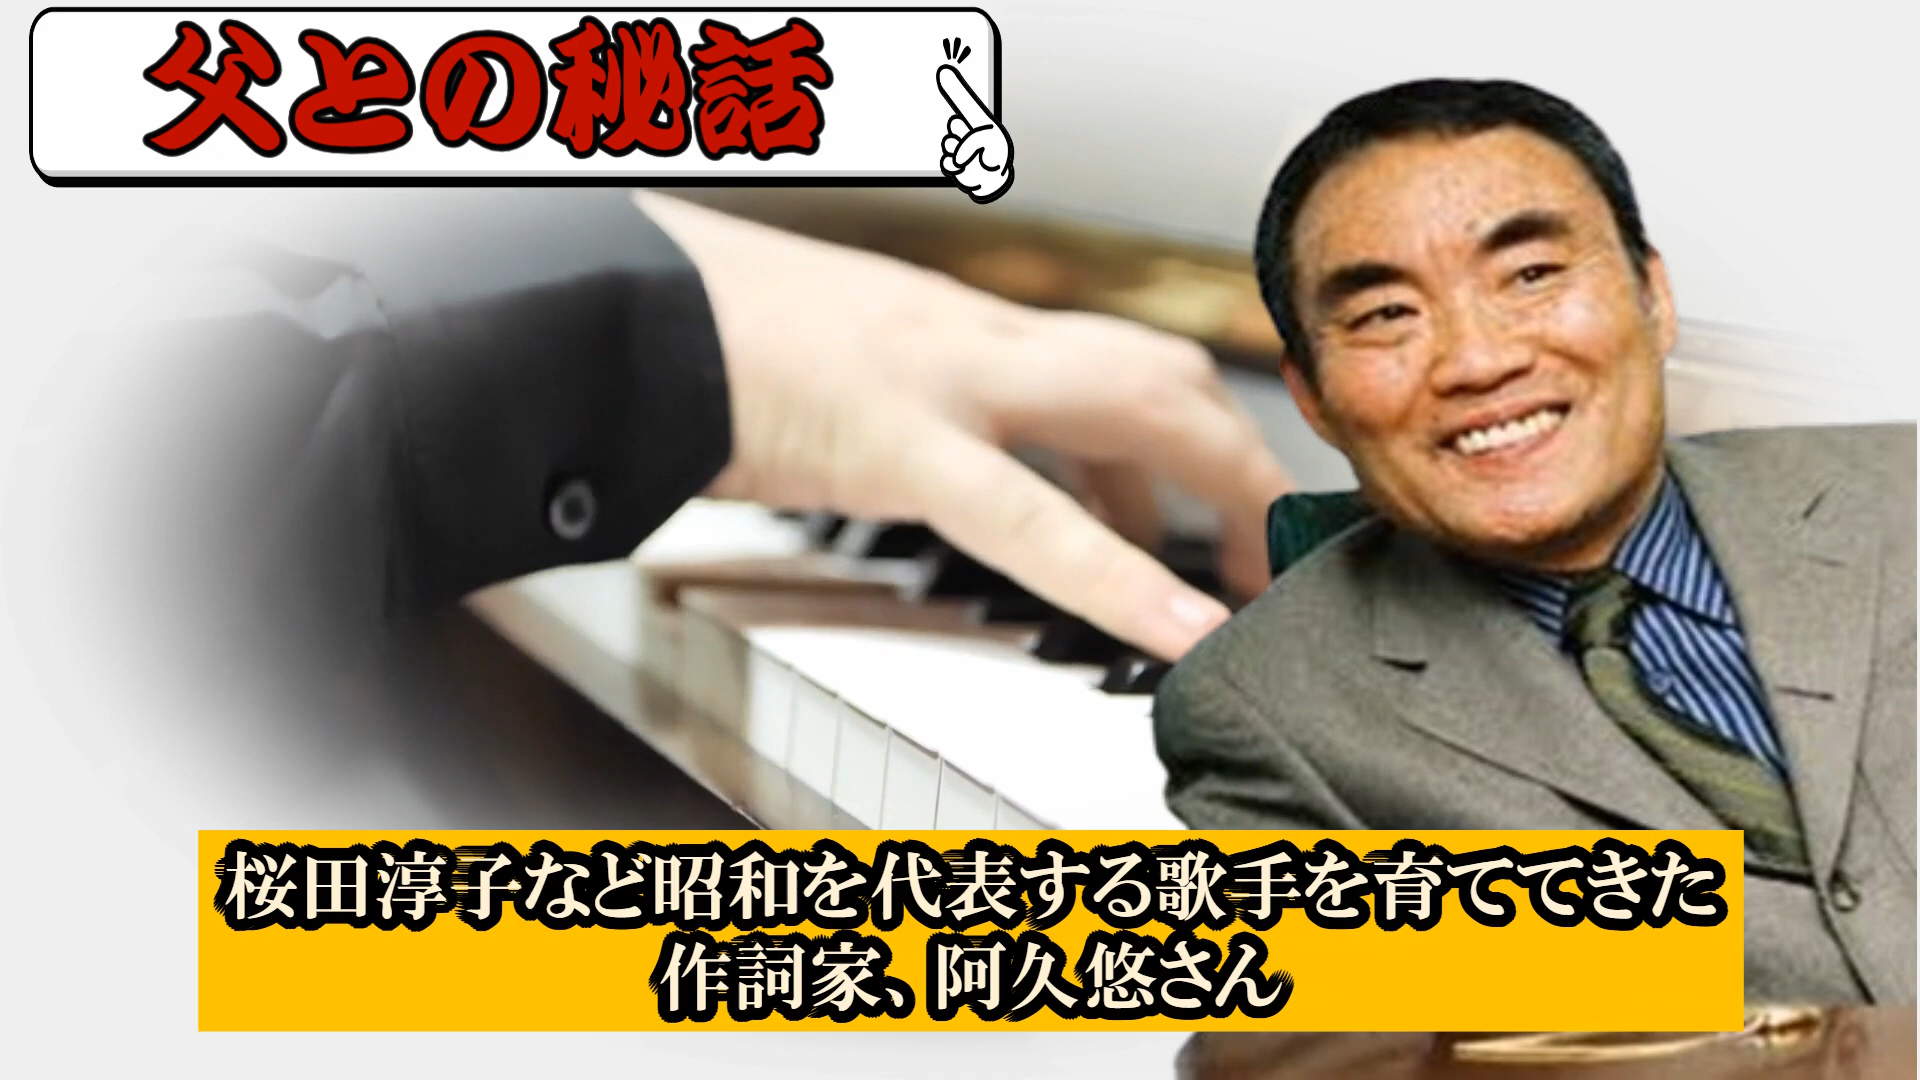 父との秘話
桜田淳子など昭和を代表する歌手を育ててきた
作詞家、阿久悠さん